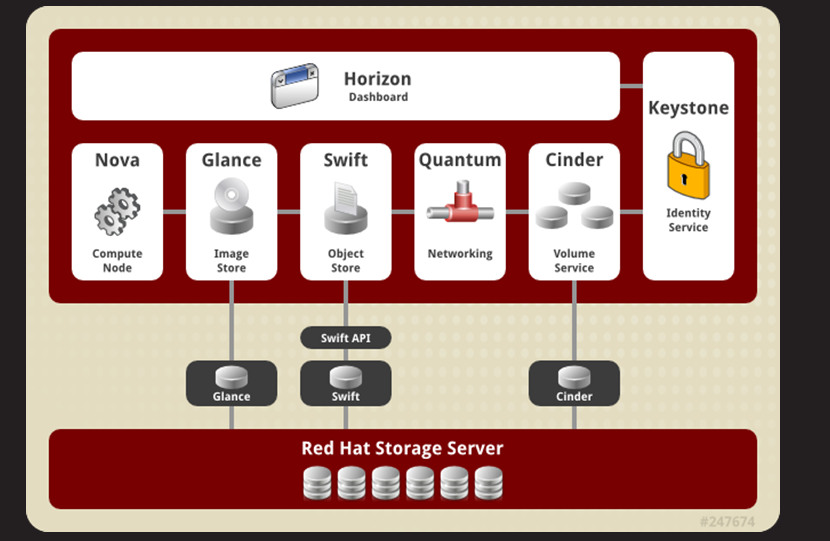 Horizon
Dashboard
Keystone
Identity
Service
Nova
Compute
Node
Glance
Image
Store
Swift
Object
Store
Quantum
Networking
Cinder
Volume
Service
Swift API
Glance
Swift
Cinder
Red Hat Storage Server
#247674